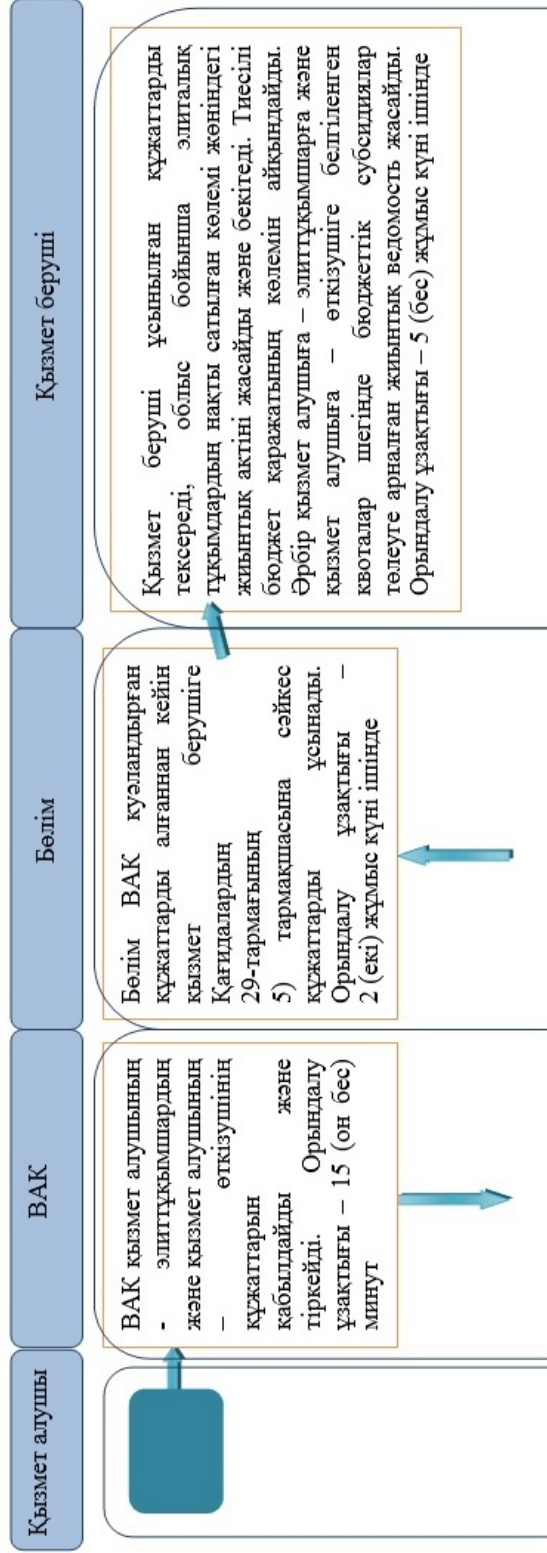 Қызмет алушы
ВАК
Бөлім
Қызмет беруші
ВАК қызмет алушының
- элиттұқымшардың
және қызмет алушының
– өткізушінің
құжаттарын
қабылдайды және
тіркейді. Орындалу
ұзақтығы – 15 (он бес)
минут
Бөлім ВАК куәландырған
құжаттарды алғаннан кейін
қызмет берушіге
Қағидалардың
29-тармағының
5) тармақшасына сәйкес
құжаттарды ұсынады.
Орындалу ұзақтығы –
2 (екі) жұмыс күні ішінде
Қызмет беруші ұсынылған құжаттарды
тексереді, облыс бойынша элиталық
тұқымдардың нақты сатылған көлемі жөніндегі
жиынтық актіні жасайды және бекітеді. Тиесілі
бюджет қаражатының көлемін айқындайды.
Әрбір қызмет алушыға – элиттұқымшарға және
қызмет алушыға – өткізушіге белгіленген
квоталар шегінде бюджеттік субсидиялар
төлеуге арналған жиынтық ведомость жасайды.
Орындалу ұзақтығы – 5 (бес) жұмыс күні ішінде